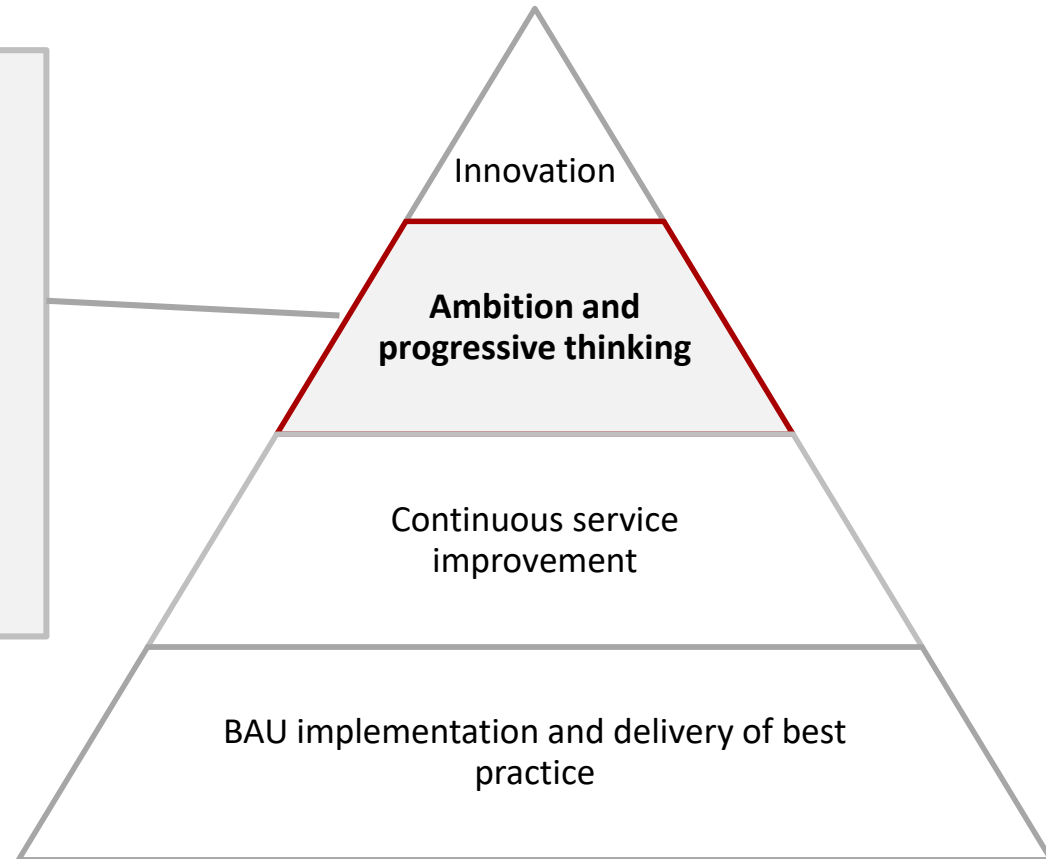 Innovation
Ambition and
progressive thinking
Continuous service
improvement
BAU implementation and delivery of best
practice